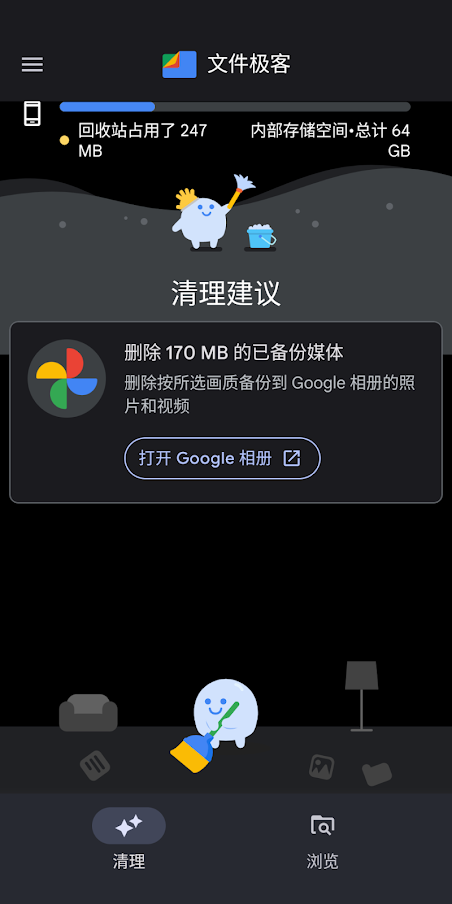 文件极客
回收站占用了 247
MB
内部存储空间•总计 64
GB
清理建议
删除 170 MB 的已备份媒体
删除按所选画质备份到 Google 相册的照
片和视频
打开 Google 相册
清理
浏览